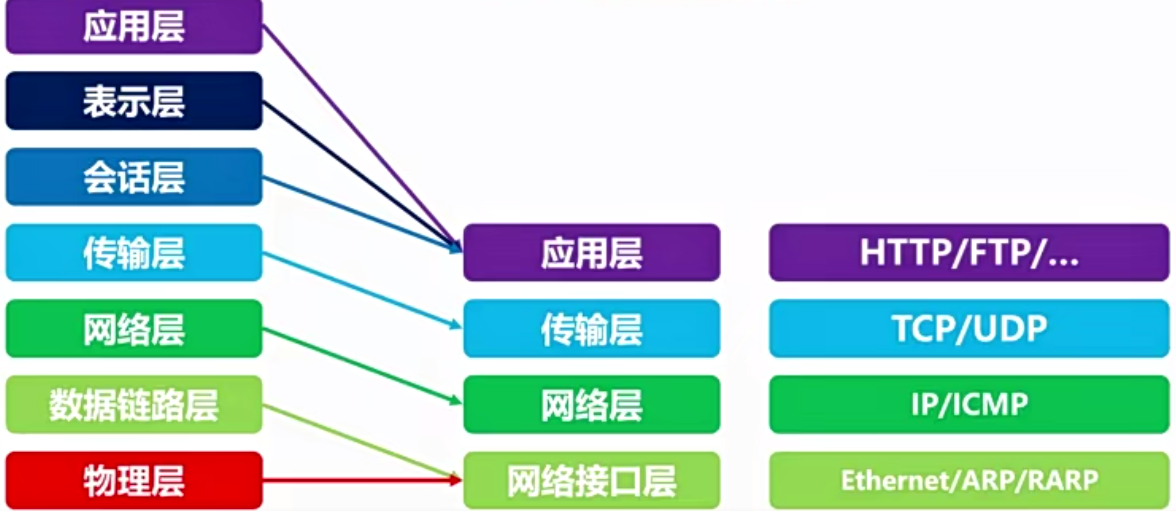 应用层
表示层
会话层
传输层
网络层
数据链路层
物理层
应用层
传输层
网络层
网络接口层
HTTP/FTP/...
TCP/UDP
IP/ICMP
Ethernet/ARP/RARP